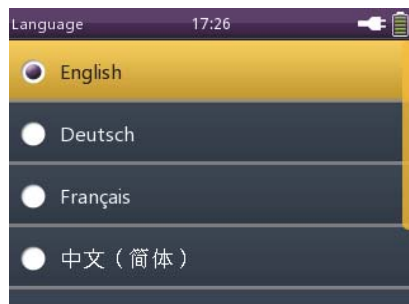 Language 17:26
English
Deutsch
Français
中文（简体）